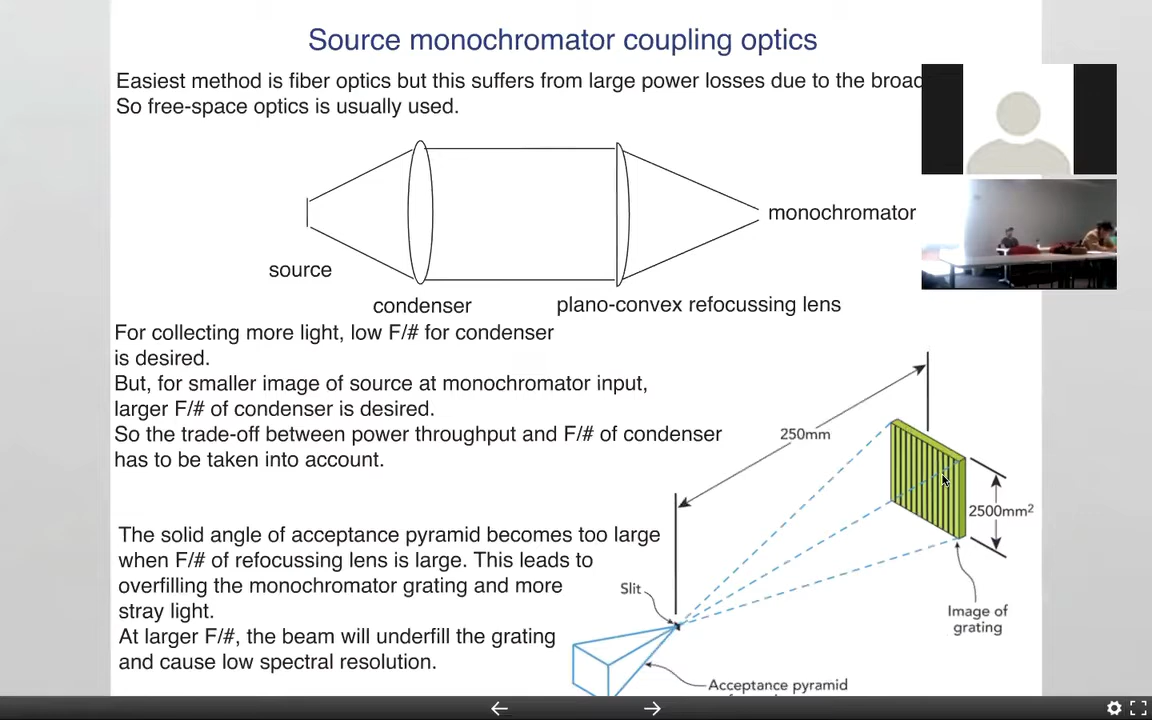 Source monochromator coupling optics
Easiest method is fiber optics but this suffers from large power losses due to the broad
So free-space optics is usually used.
monochromator
source
condenser
plano-convex refocussing lens
For collecting more light, low F/# for condenser
is desired.
But, for smaller image of source at monochromator input,
larger F/# of condenser is desired.
So the trade-off between power throughput and F/# of condenser
has to be taken into account.
250mm
2500mm²
The solid angle of acceptance pyramid becomes too large
when F/# of refocussing lens is large. This leads to
overfilling the monochromator grating and more
stray light.
At larger F/#, the beam will underfill the grating
and cause low spectral resolution.
Slit
Image of
grating
Acceptance pyramid